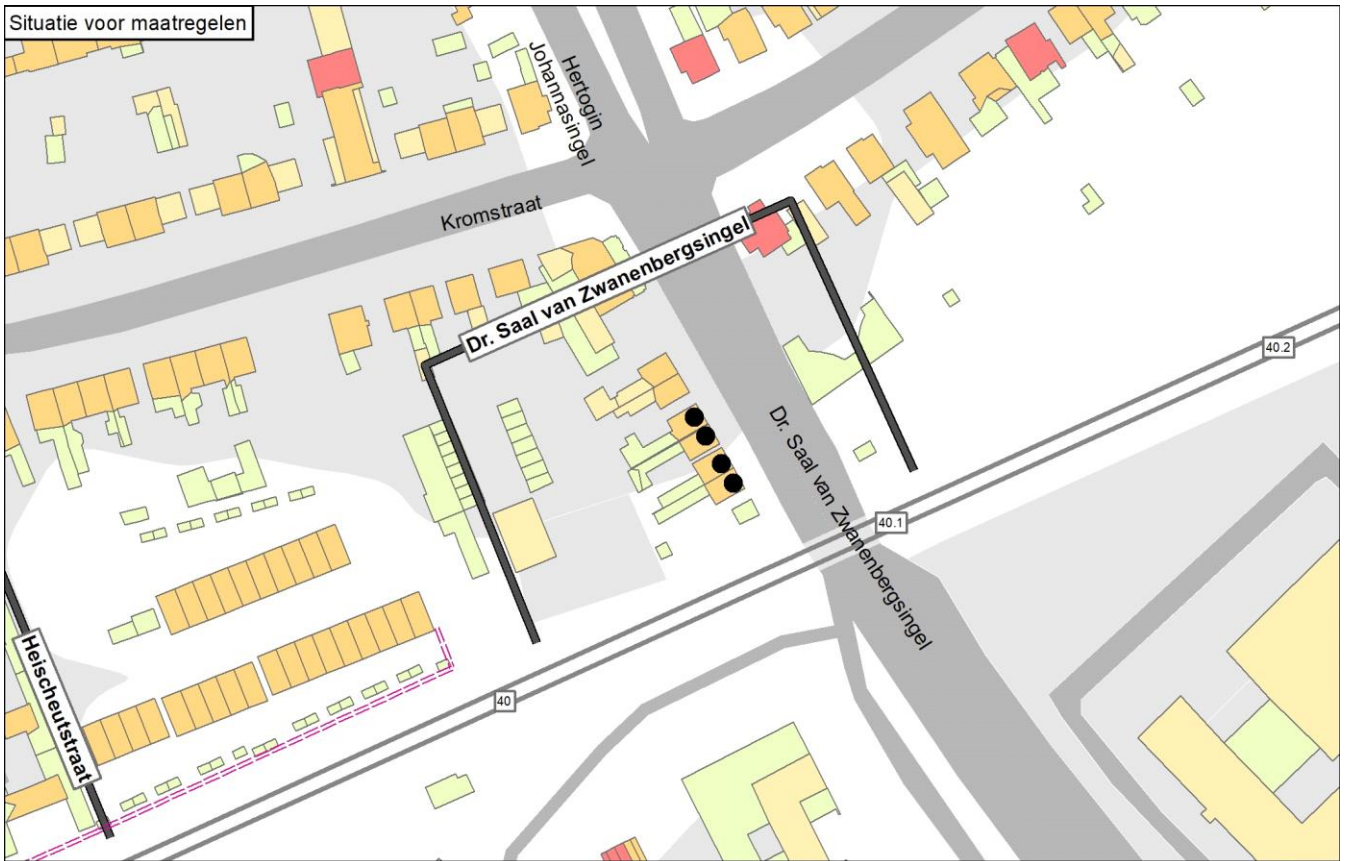 Situatie voor maatregelen
Hertogin
Johannasingel
Kromstraat
Dr. Saal van Zwanenbergsingel
40.2
Dr. Saal van Zwanenbergsingel
40.1
Heischeutstraat
40